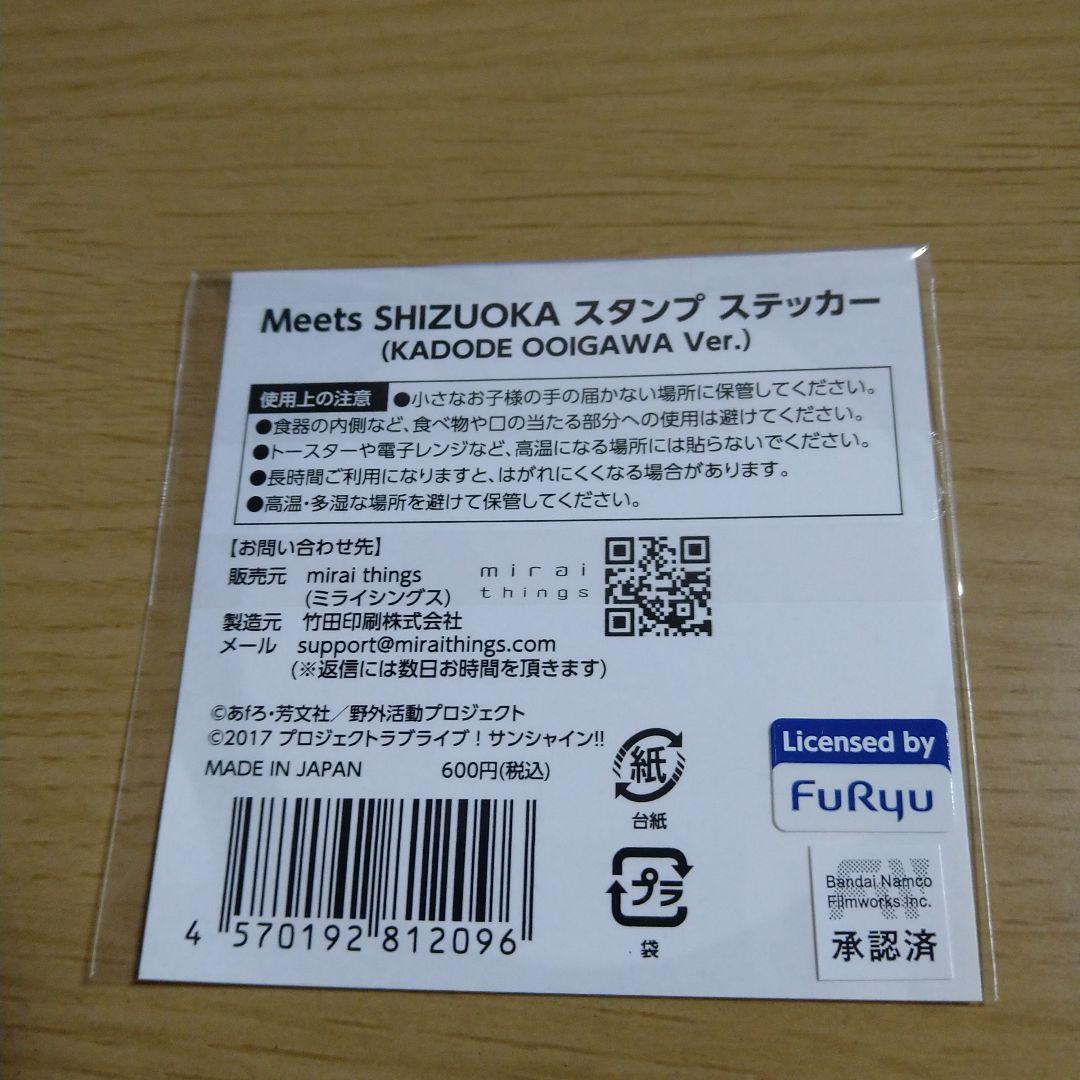 Meets SHIZUOKA スタンプ ステッカー
(KADODE OOIGAWA Ver.)
使用上の注意 ●小さなお子様の手の届かない場所に保管してください。
●食器の内側など、食べ物や口の当たる部分への使用は避けてください。
●トースターや電子レンジなど、高温になる場所には貼らないでください。
●長時間ご利用になりますと、はがれにくくなる場合があります。
●高温・多湿な場所を避けて保管してください。
【お問い合わせ先】
販売元 mirai things
(ミライシングス)
mirai
things
製造元 竹田印刷株式会社
メール support@miraithings.com
(※返信には数日お時間を頂きます)
©あfろ・芳文社／野外活動プロジェクト
©2017 プロジェクトラブライブ！サンシャイン!!
MADE IN JAPAN 600円(税込)
4 570192 812096
紙
台紙
プラ
袋
Licensed by
FuRyu
Bandai Namco
Filmworks Inc.
承認済